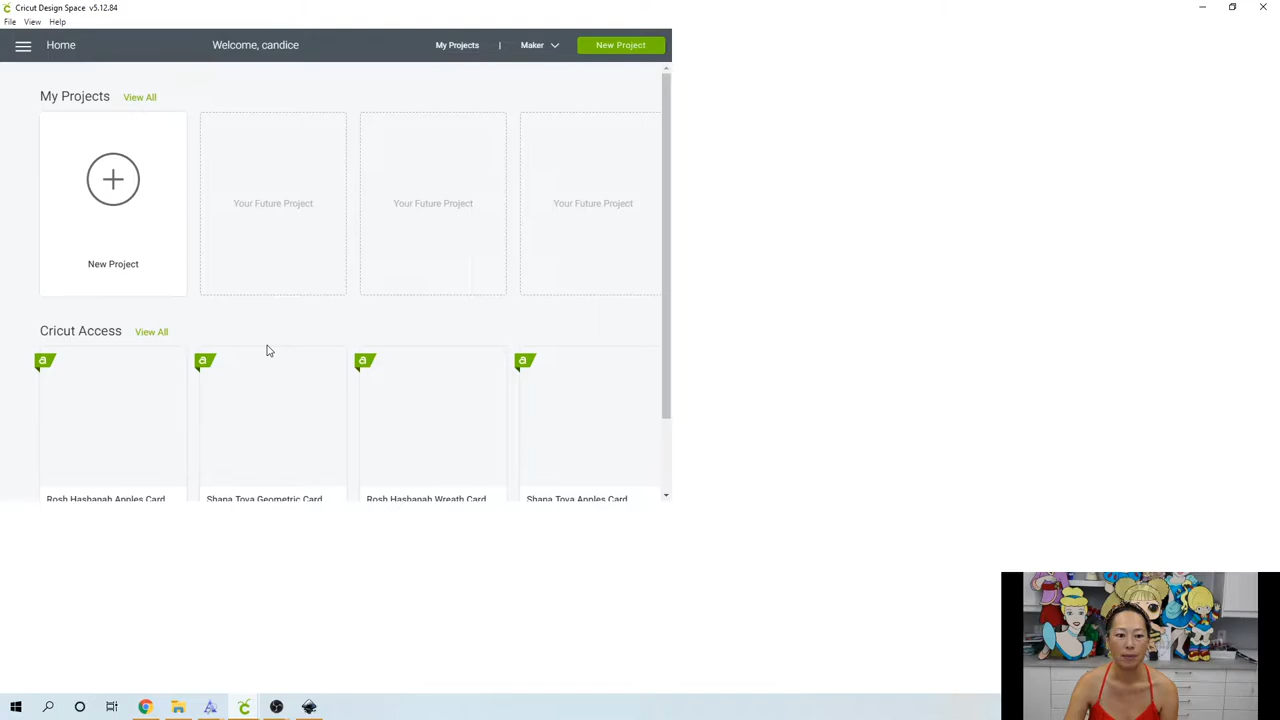 Cricut Design Space v5.12.84
File View Help
Home
Welcome, candice
My Projects | Maker
New Project
My Projects View All
New Project
Your Future Project
Your Future Project
Your Future Project
Cricut Access View All
a
a
a
a
Rosh Hashanah Apples Card
Shana Tova Geometric Card
Rosh Hashanah Wreath Card
Shana Tova Apples Card